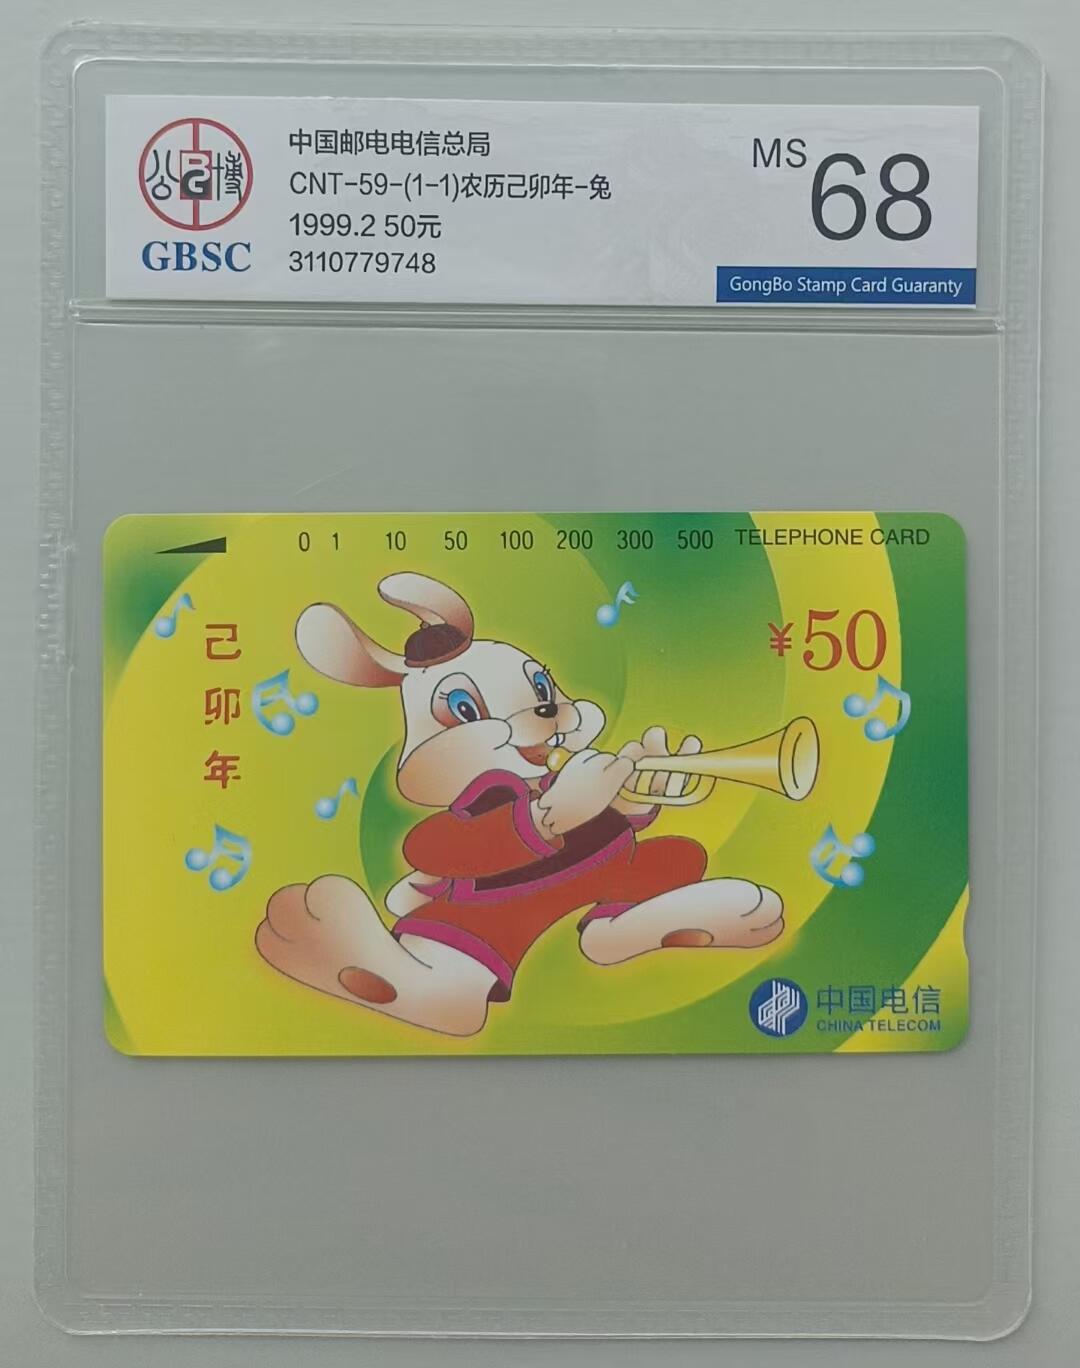 中国邮电电信总局
CNT-59-(1-1)农历己卯年-兔
1999.2 50元
3110779748
公 博
GBSC
MS 68
GongBo Stamp Card Guaranty
0 1 10 50 100 200 300 500 TELEPHONE CARD
己
卯
年
¥50
中国电信
CHINA TELECOM